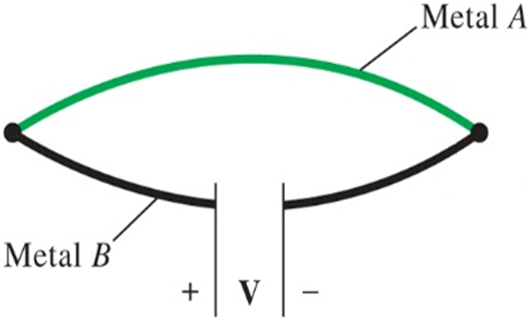 Metal A
Metal B
+ V −